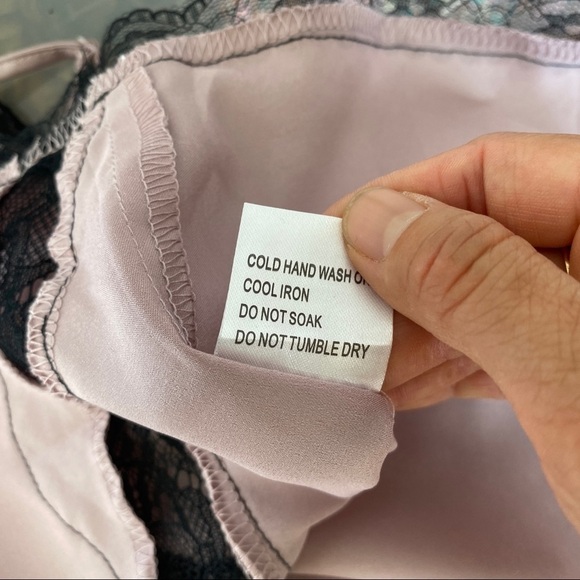 COLD HAND WASH
COOL IRON
DO NOT SOAK
DO NOT TUMBLE DRY